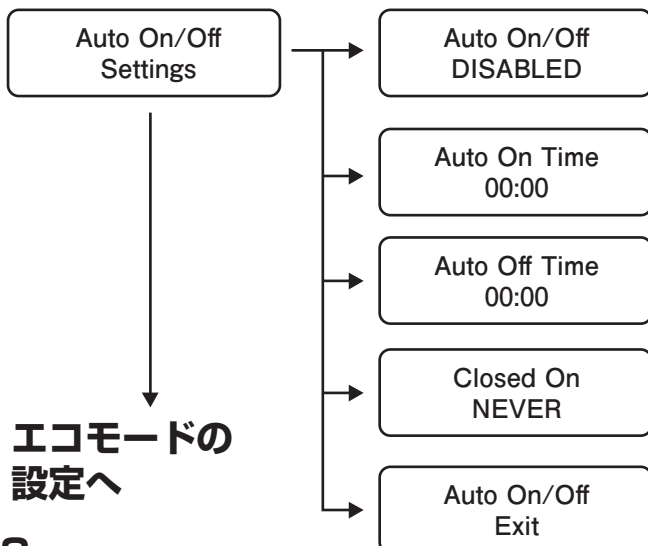 Auto On/Off
Settings
Auto On/Off
DISABLED
Auto On Time
00:00
Auto Off Time
00:00
Closed On
NEVER
Auto On/Off
Exit
エコモードの
設定へ